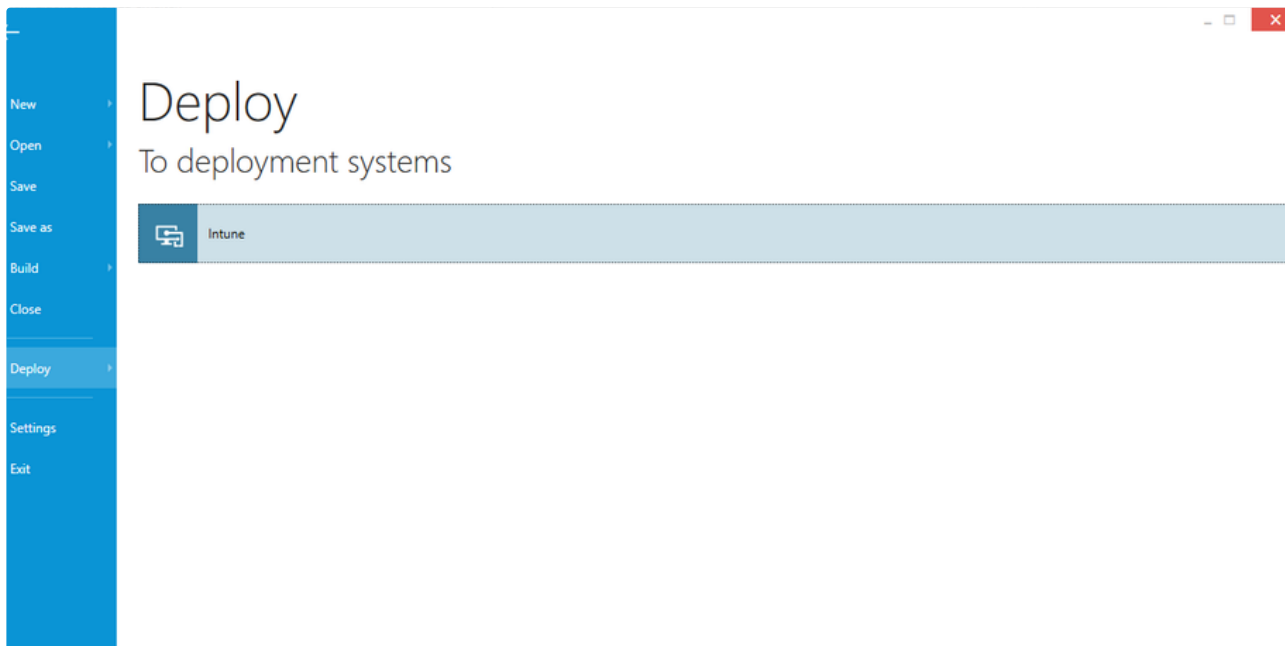 New
Open
Save
Save as
Build
Close
Deploy
Settings
Exit
Deploy
To deployment systems
Intune